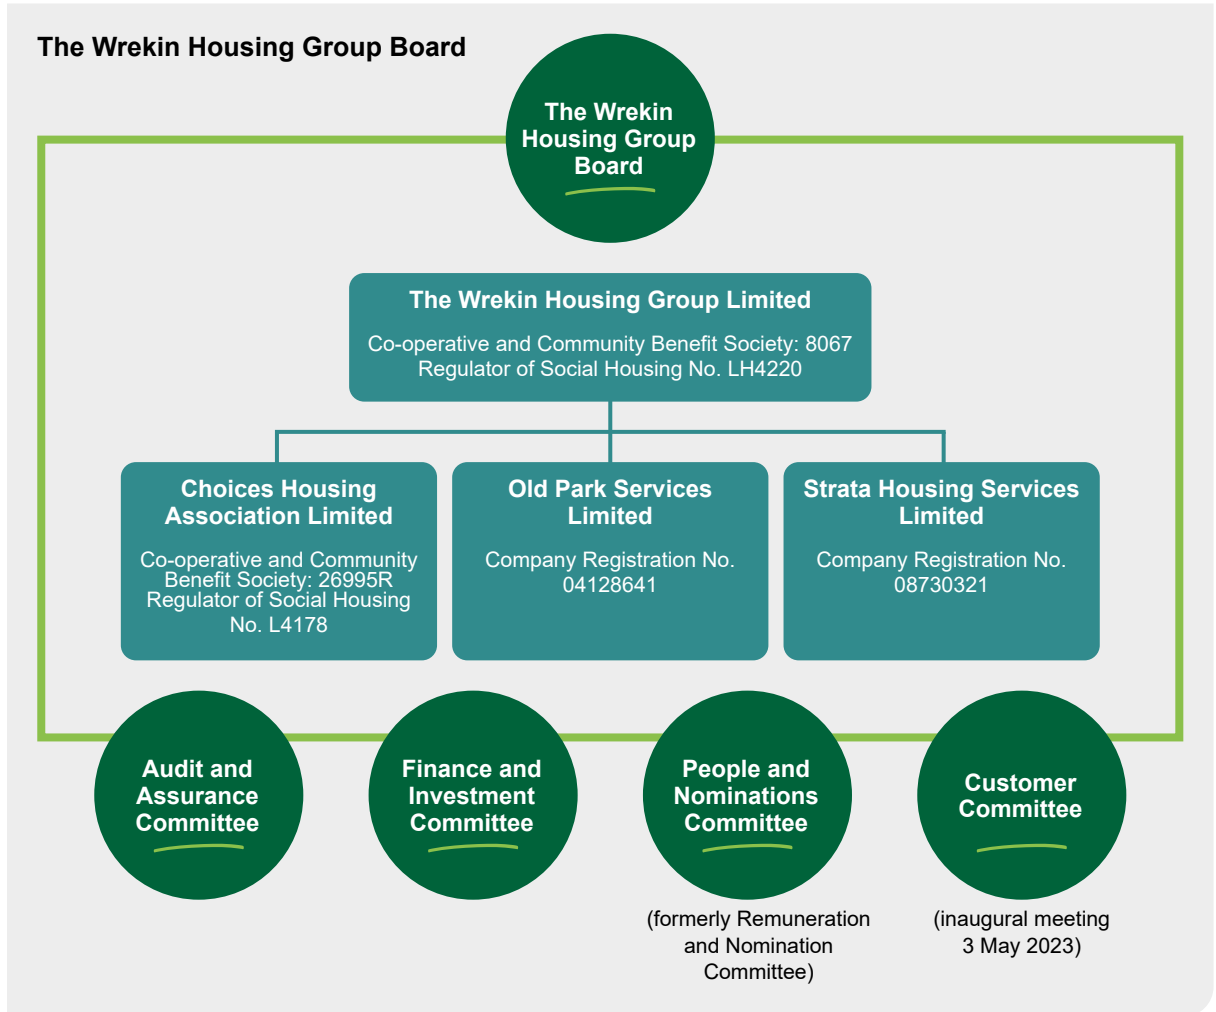 The Wrekin Housing Group Board
The Wrekin
Housing Group
Board
The Wrekin Housing Group Limited
Co-operative and Community Benefit Society: 8067
Regulator of Social Housing No. LH4220
Choices Housing
Association Limited
Co-operative and Community
Benefit Society: 26995R
Regulator of Social Housing
No. L4178
Old Park Services
Limited
Company Registration No.
04128641
Strata Housing Services
Limited
Company Registration No.
08730321
Audit and
Assurance
Committee
Finance and
Investment
Committee
People and
Nominations
Committee
(formerly Remuneration
and Nomination
Committee)
Customer
Committee
(inaugural meeting
3 May 2023)